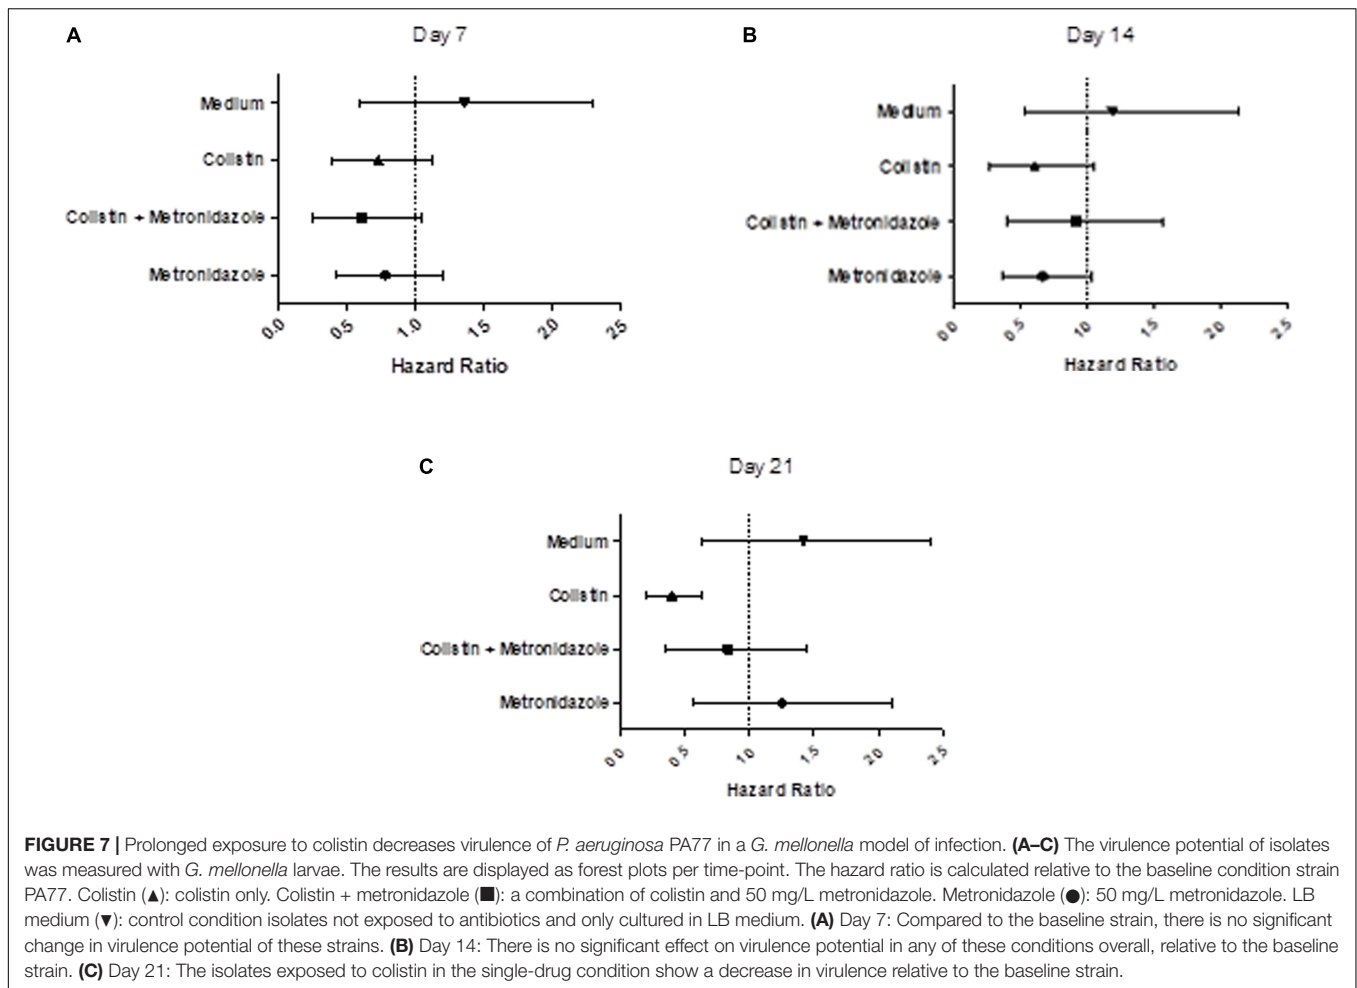 A
Day 7
Medium
Colistin
Colistin + Metronidazole
Metronidazole
0.0 0.5 1.0 1.5 2.0 2.5
Hazard Ratio
B
Day 14
Medium
Colistin
Colistin + Metronidazole
Metronidazole
0.0 0.5 1.0 1.5 2.0 2.5
Hazard Ratio
C
Day 21
Medium
Colistin
Colistin + Metronidazole
Metronidazole
0.0 0.5 1.0 1.5 2.0 2.5
Hazard Ratio
FIGURE 7 | Prolonged exposure to colistin decreases virulence of P. aeruginosa PA77 in a G. mellonella model of infection. (A–C) The virulence potential of isolates
was measured with G. mellonella larvae. The results are displayed as forest plots per time-point. The hazard ratio is calculated relative to the baseline condition strain
PA77. Colistin (▲): colistin only. Colistin + metronidazole (■): a combination of colistin and 50 mg/L metronidazole. Metronidazole (●): 50 mg/L metronidazole. LB
medium (▼): control condition isolates not exposed to antibiotics and only cultured in LB medium. (A) Day 7: Compared to the baseline strain, there is no significant
change in virulence potential of these strains. (B) Day 14: There is no significant effect on virulence potential in any of these conditions overall, relative to the baseline
strain. (C) Day 21: The isolates exposed to colistin in the single-drug condition show a decrease in virulence relative to the baseline strain.